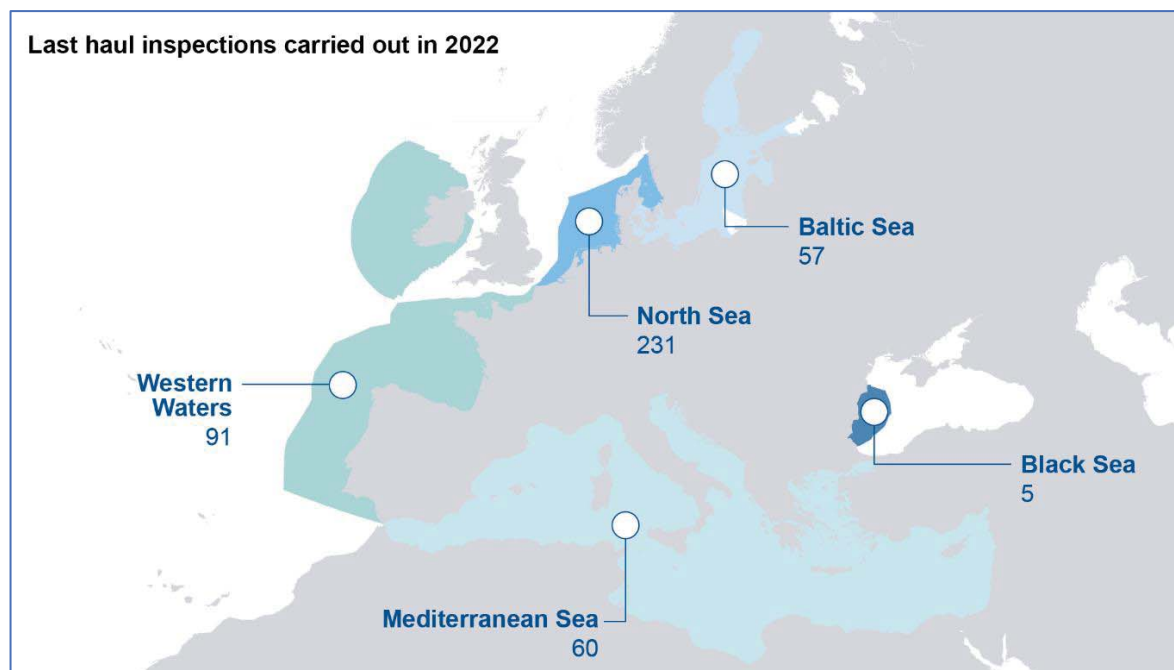 Last haul inspections carried out in 2022
Baltic Sea
57
North Sea
231
Western
Waters
91
Black Sea
5
Mediterranean Sea
60